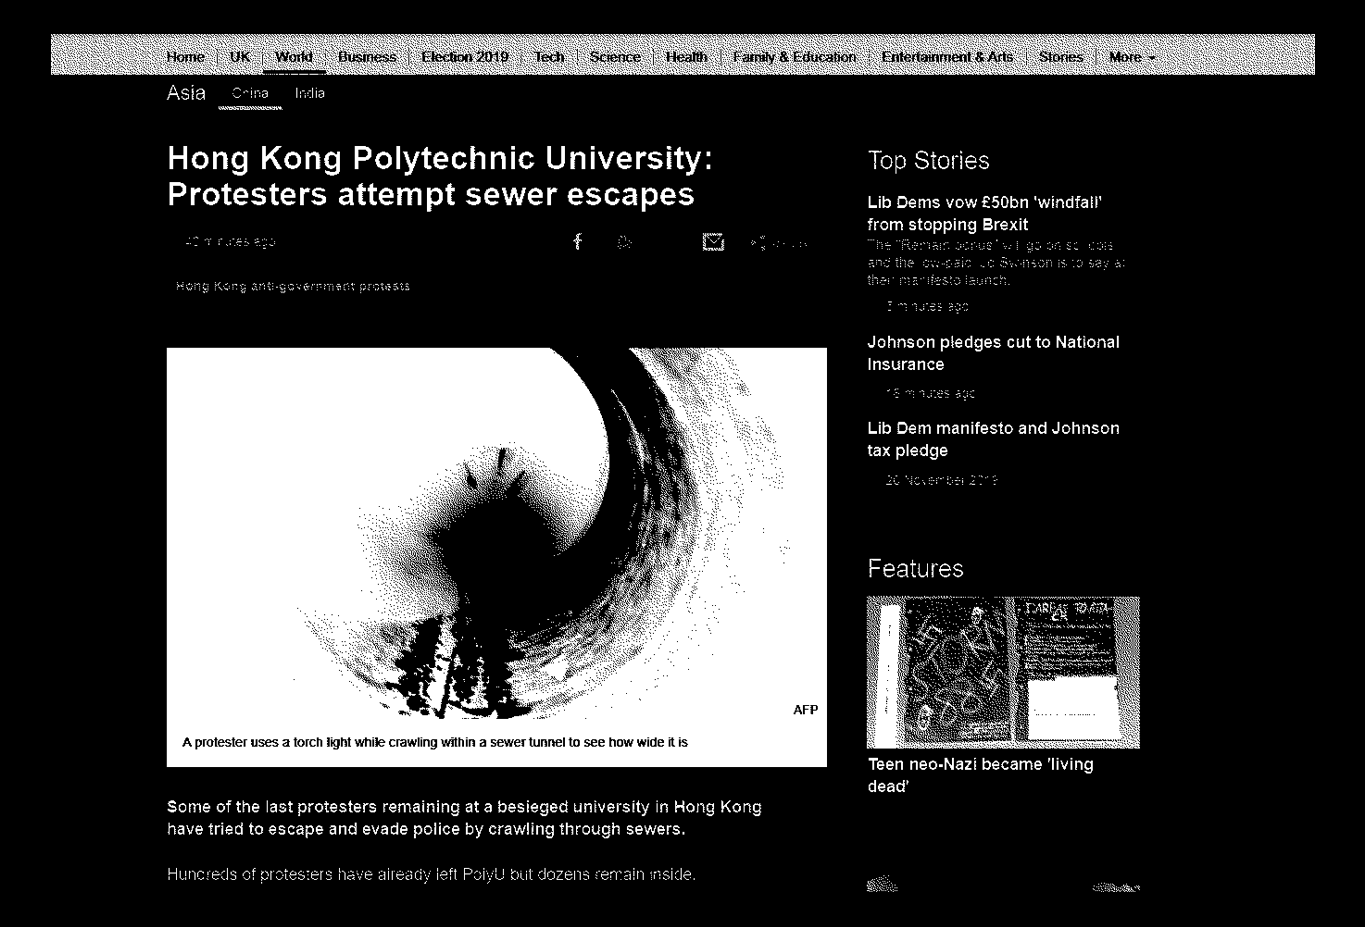 Home UK World Business Election 2019 Tech Science Health Family & Education Entertainment & Arts Stories More
Asia China India
Hong Kong Polytechnic University:
Protesters attempt sewer escapes
minutes ago
Hong Kong anti-government protests
AFP
A protester uses a torch light while crawling within a sewer tunnel to see how wide it is
Some of the last protesters remaining at a besieged university in Hong Kong
have tried to escape and evade police by crawling through sewers.
Hundreds of protesters have already left PolyU but dozens remain inside.
Top Stories
Lib Dems vow £50bn 'windfall'
from stopping Brexit
The "Remain bonus" will go on schools
and the low-paid, Jo Swinson is to say at
their manifesto launch.
minutes ago
Johnson pledges cut to National
Insurance
minutes ago
Lib Dem manifesto and Johnson
tax pledge
20 November 2019
Features
Teen neo-Nazi became 'living
dead'